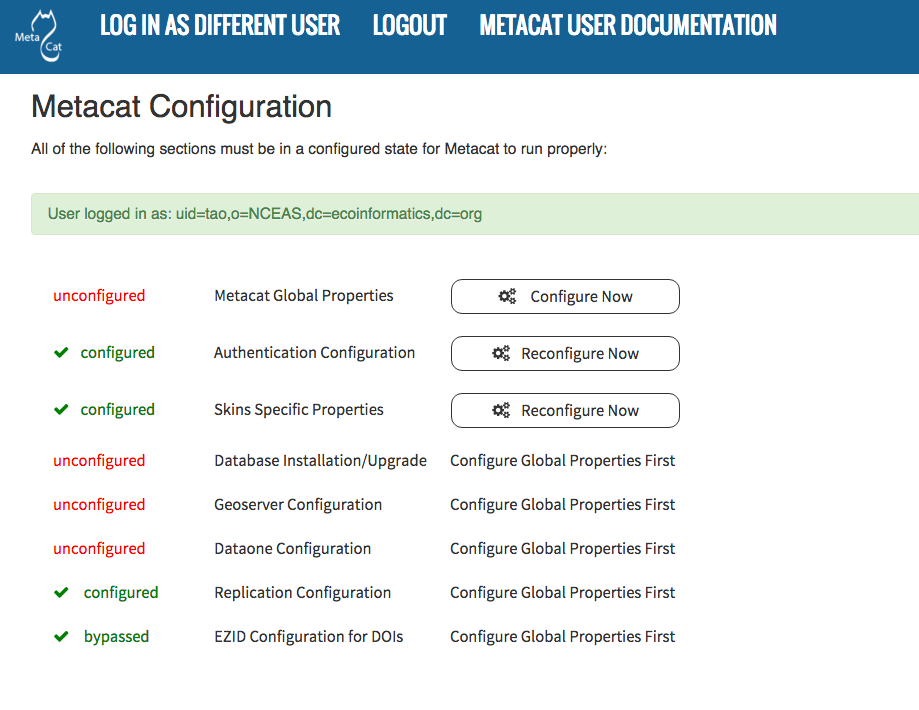 Meta Cat LOG IN AS DIFFERENT USER LOGOUT METACAT USER DOCUMENTATION
Metacat Configuration
All of the following sections must be in a configured state for Metacat to run properly:
User logged in as: uid=tao,o=NCEAS,dc=ecoinformatics,dc=org
unconfigured Metacat Global Properties Configure Now
configured Authentication Configuration Reconfigure Now
configured Skins Specific Properties Reconfigure Now
unconfigured Database Installation/Upgrade Configure Global Properties First
unconfigured Geoserver Configuration Configure Global Properties First
unconfigured Dataone Configuration Configure Global Properties First
configured Replication Configuration Configure Global Properties First
bypassed EZID Configuration for DOIs Configure Global Properties First